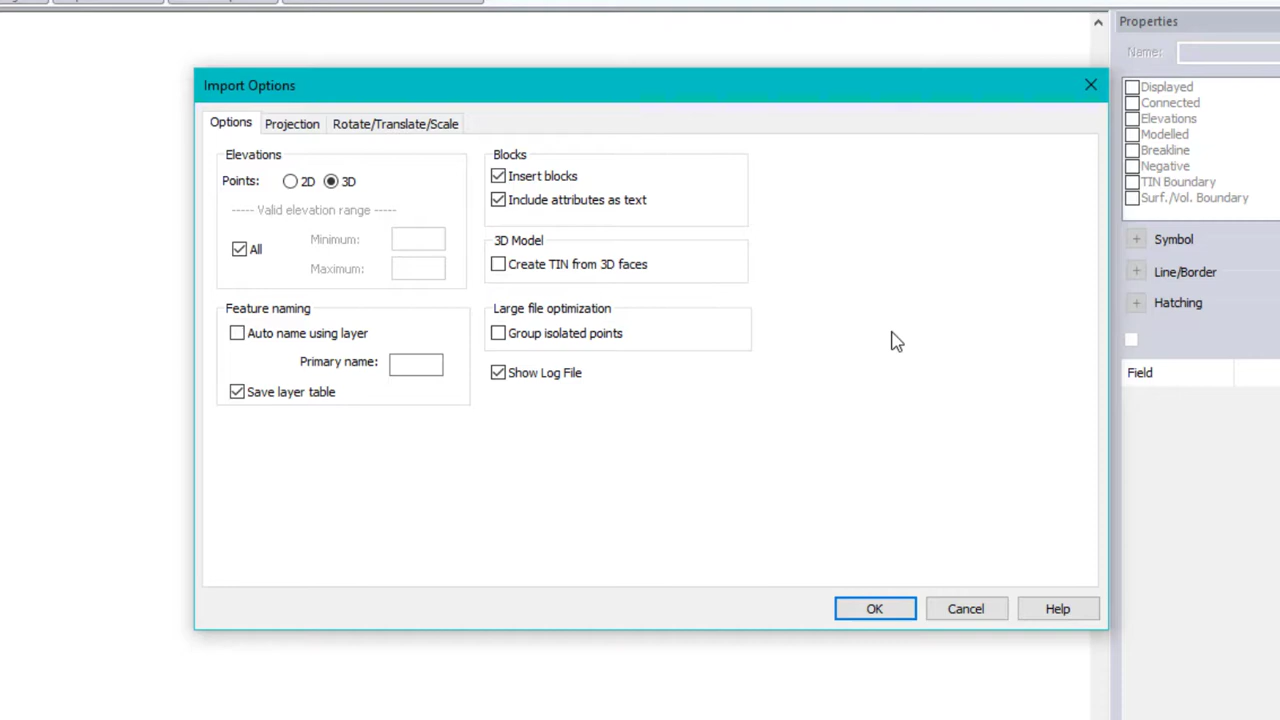 Properties
Name:
Import Options
Displayed
Connected
Elevations
Modelled
Breakline
Negative
TIN Boundary
Surf./Vol. Boundary
Symbol
Line/Border
Hatching
Field
Options Projection Rotate/Translate/Scale
Elevations
Points: 2D 3D
----- Valid elevation range -----
All
Minimum:
Maximum:
Feature naming
Auto name using layer
Primary name:
Save layer table
Blocks
Insert blocks
Include attributes as text
3D Model
Create TIN from 3D faces
Large file optimization
Group isolated points
Show Log File
OK Cancel Help